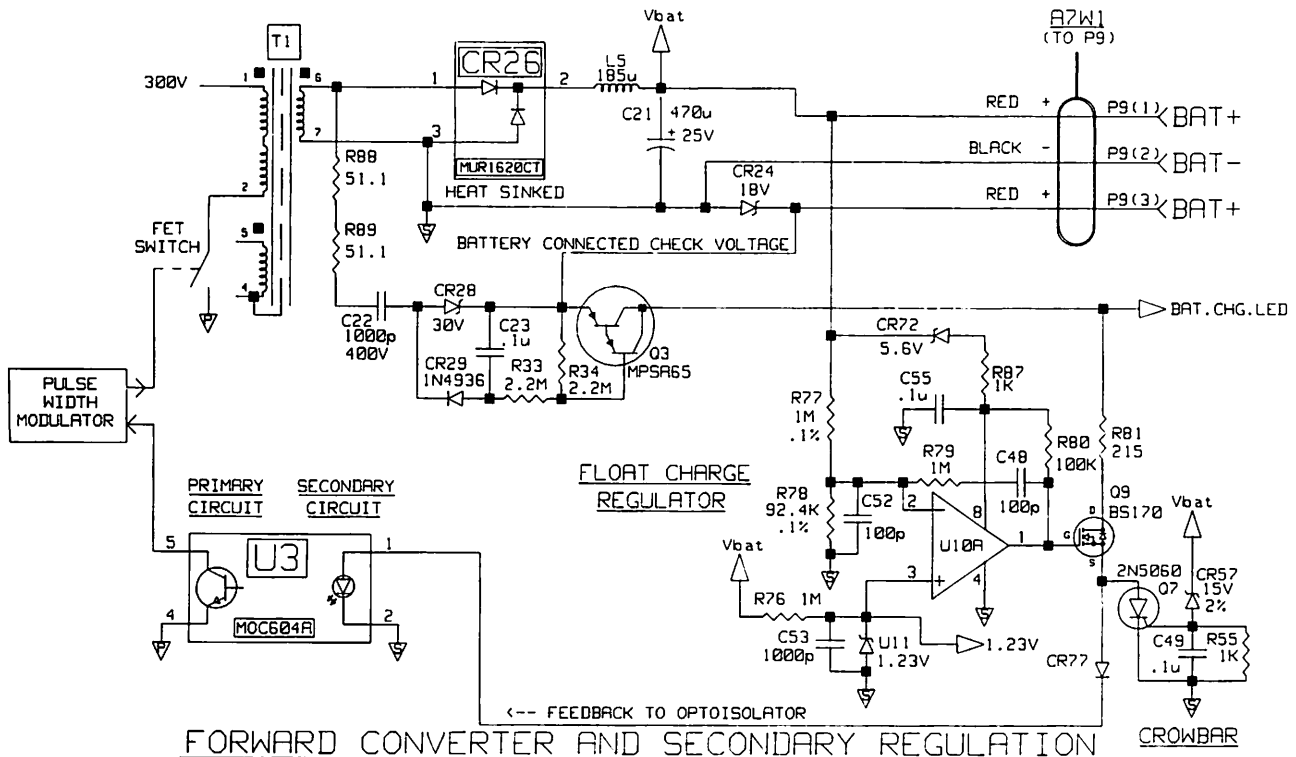 Vbat
A7W1
(TO P9)
T1
CR26
L5
185u
300V
1
6
1
2
C21
470u
+
25V
RED
+
P9(1)
BAT+
7
3
MUR1620CT
HEAT SINKED
BLACK
-
P9(2)
BAT-
R88
51.1
CR24
18V
RED
+
P9(3)
BAT+
2
FET
SWITCH
5
4
R89
51.1
BATTERY CONNECTED CHECK VOLTAGE
P
S
C22
1000p
400V
CR28
30V
C23
.1u
CR29
1N4936
R33
2.2M
R34
2.2M
Q3
MPSA65
BAT.CHG.LED
CR72
5.6V
R87
1K
C55
.1u
S
PULSE
WIDTH
MODULATOR
R77
1M
.1%
R79
1M
C48
100p
R80
100K
R81
215
FLOAT CHARGE
REGULATOR
R78
92.4K
.1%
C52
100p
2
8
U10A
1
3
4
-
+
S
S
Q9
BS170
D
G
S
Vbat
PRIMARY
CIRCUIT
SECONDARY
CIRCUIT
U3
5
1
4
2
MOC604A
P
S
Vbat
R76 1M
C53
1000p
U11
1.23V
1.23V
S
2N5060
Q7
CR57
15V
2%
C49
.1u
R55
1K
CR77
S
<-- FEEDBACK TO OPTOISOLATOR
CROWBAR
FORWARD CONVERTER AND SECONDARY REGULATION